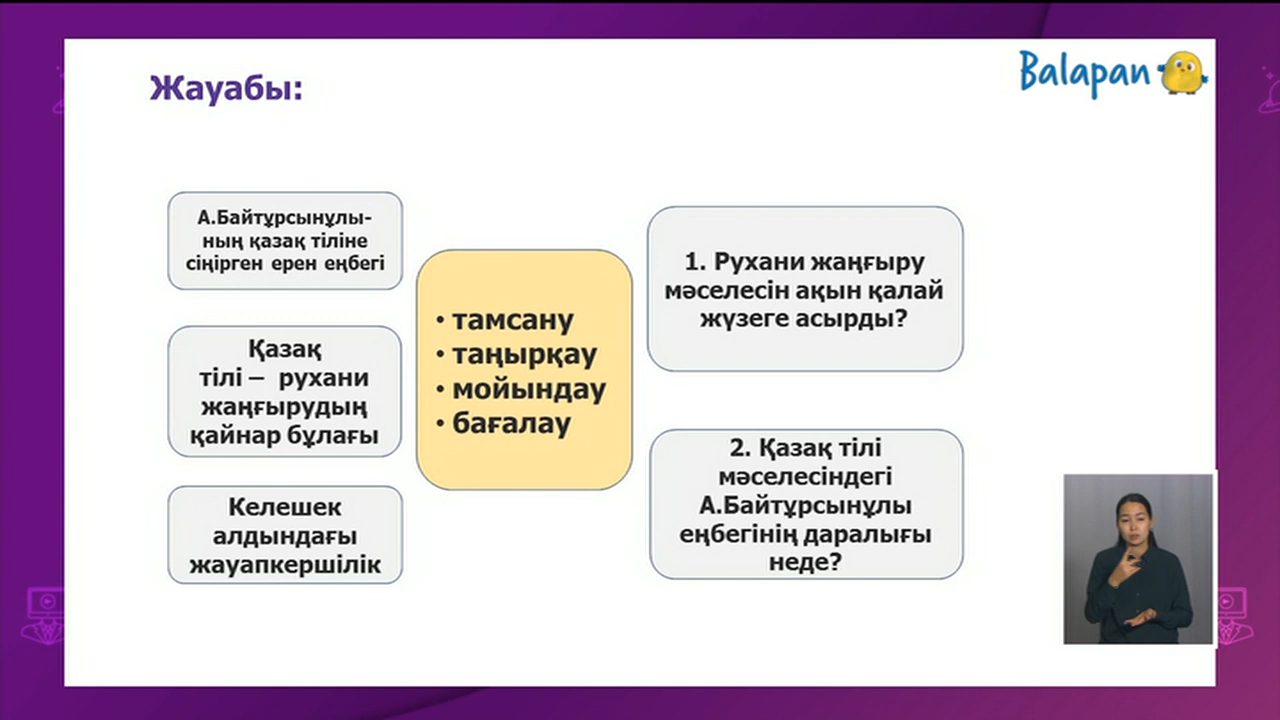 Жауабы:
Balapan
А.Байтұрсынұлы-
ның қазақ тіліне
сіңірген ерен еңбегі
Қазақ
тілі – рухани
жаңғырудың
қайнар бұлағы
Келешек
алдындағы
жауапкершілік
• тамсану
• таңырқау
• мойындау
• бағалау
1. Рухани жаңғыру
мәселесін ақын қалай
жүзеге асырды?
2. Қазақ тілі
мәселесіндегі
А.Байтұрсынұлы
еңбегінің даралығы
неде?